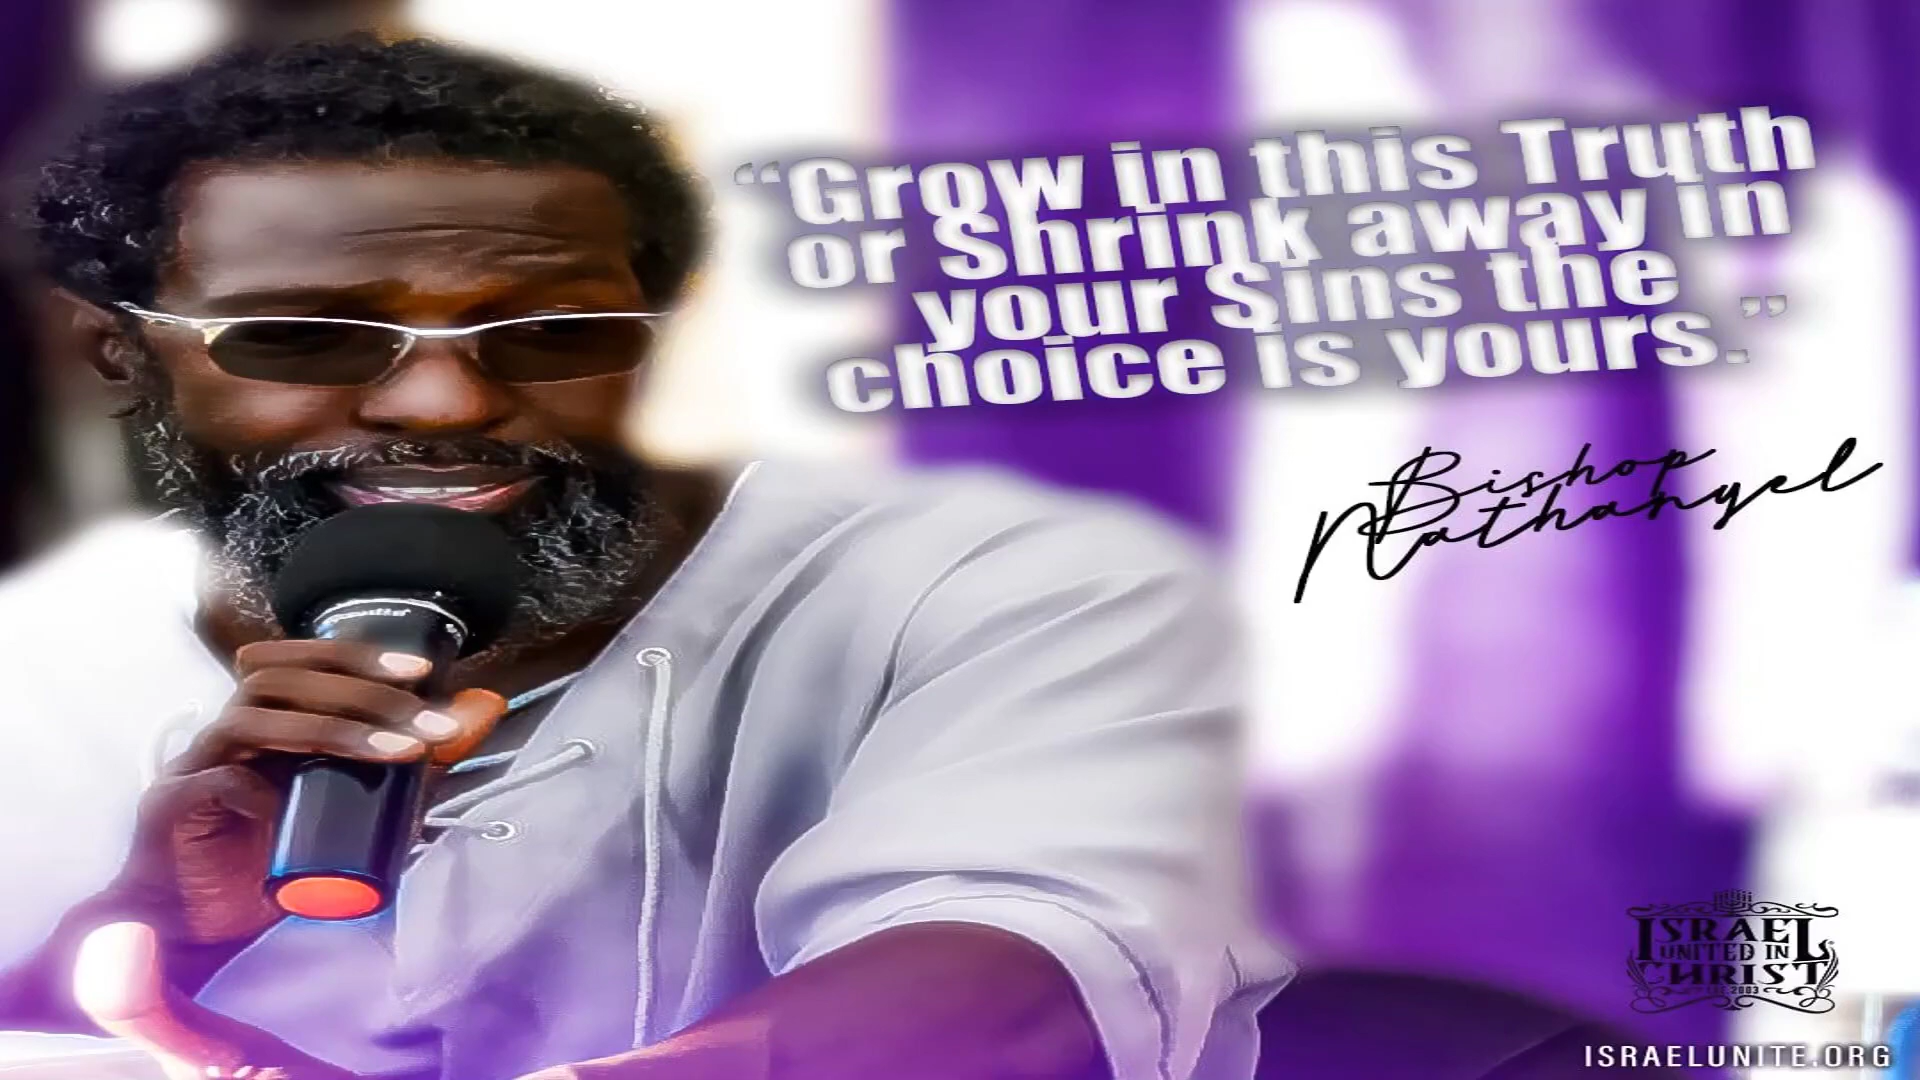 “Grow in this Truth
or Shrink away in
your Sins the
choice is yours.”
Bishop
Nathanyel
ISRAEL
UNITED IN
CHRIST
2003
ISRAELUNITE.ORG